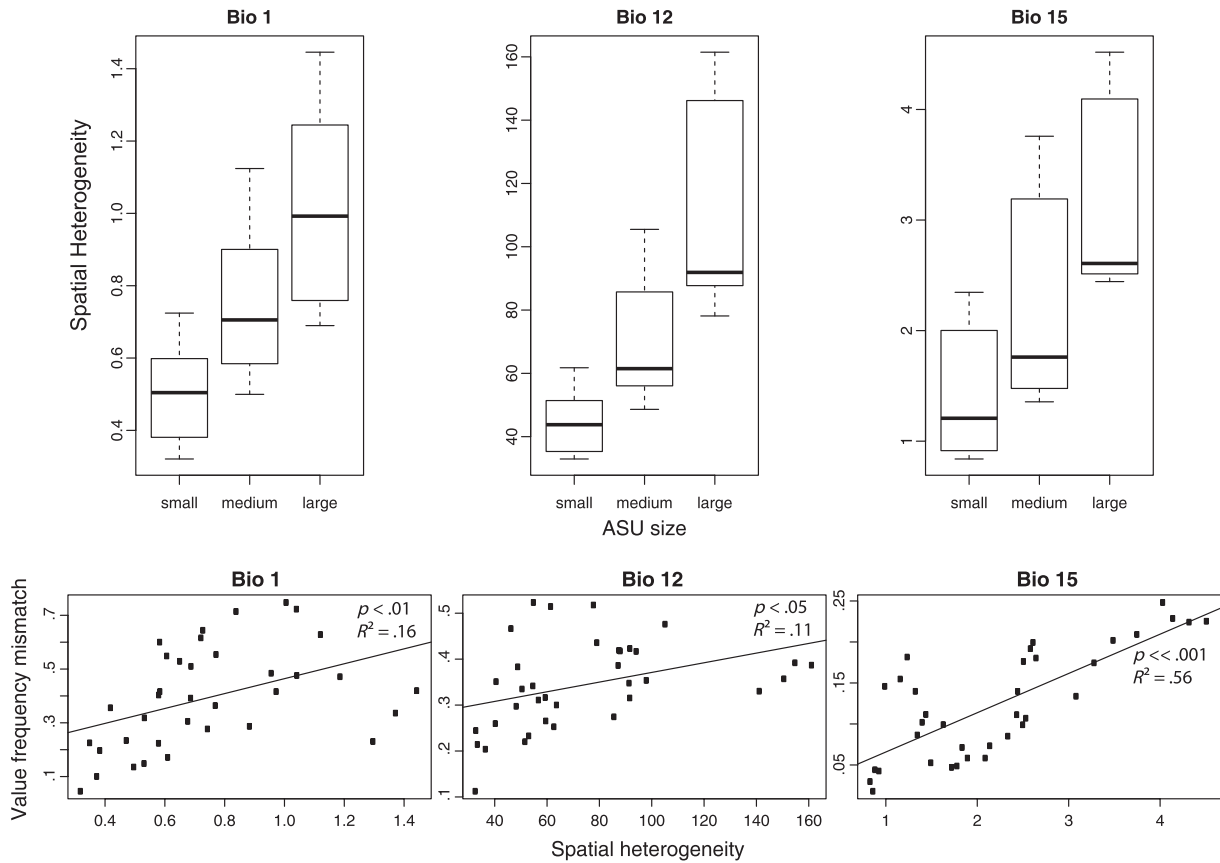 Bio 1 Bio 12 Bio 15
Spatial Heterogeneity
1.4
1.2
1.0
0.8
0.6
0.4
small medium large
160
140
120
100
80
60
40
small medium large
4
3
2
1
small medium large
ASU size
Bio 1 Bio 12 Bio 15
Value frequency mismatch
.7
.5
.3
.1
p < .01
R² = .16
0.4 0.6 0.8 1.0 1.2 1.4
.5
.4
.3
.2
.1
p < .05
R² = .11
40 60 80 100 120 140 160
.25
.15
.05
p << .001
R² = .56
1 2 3 4
Spatial heterogeneity